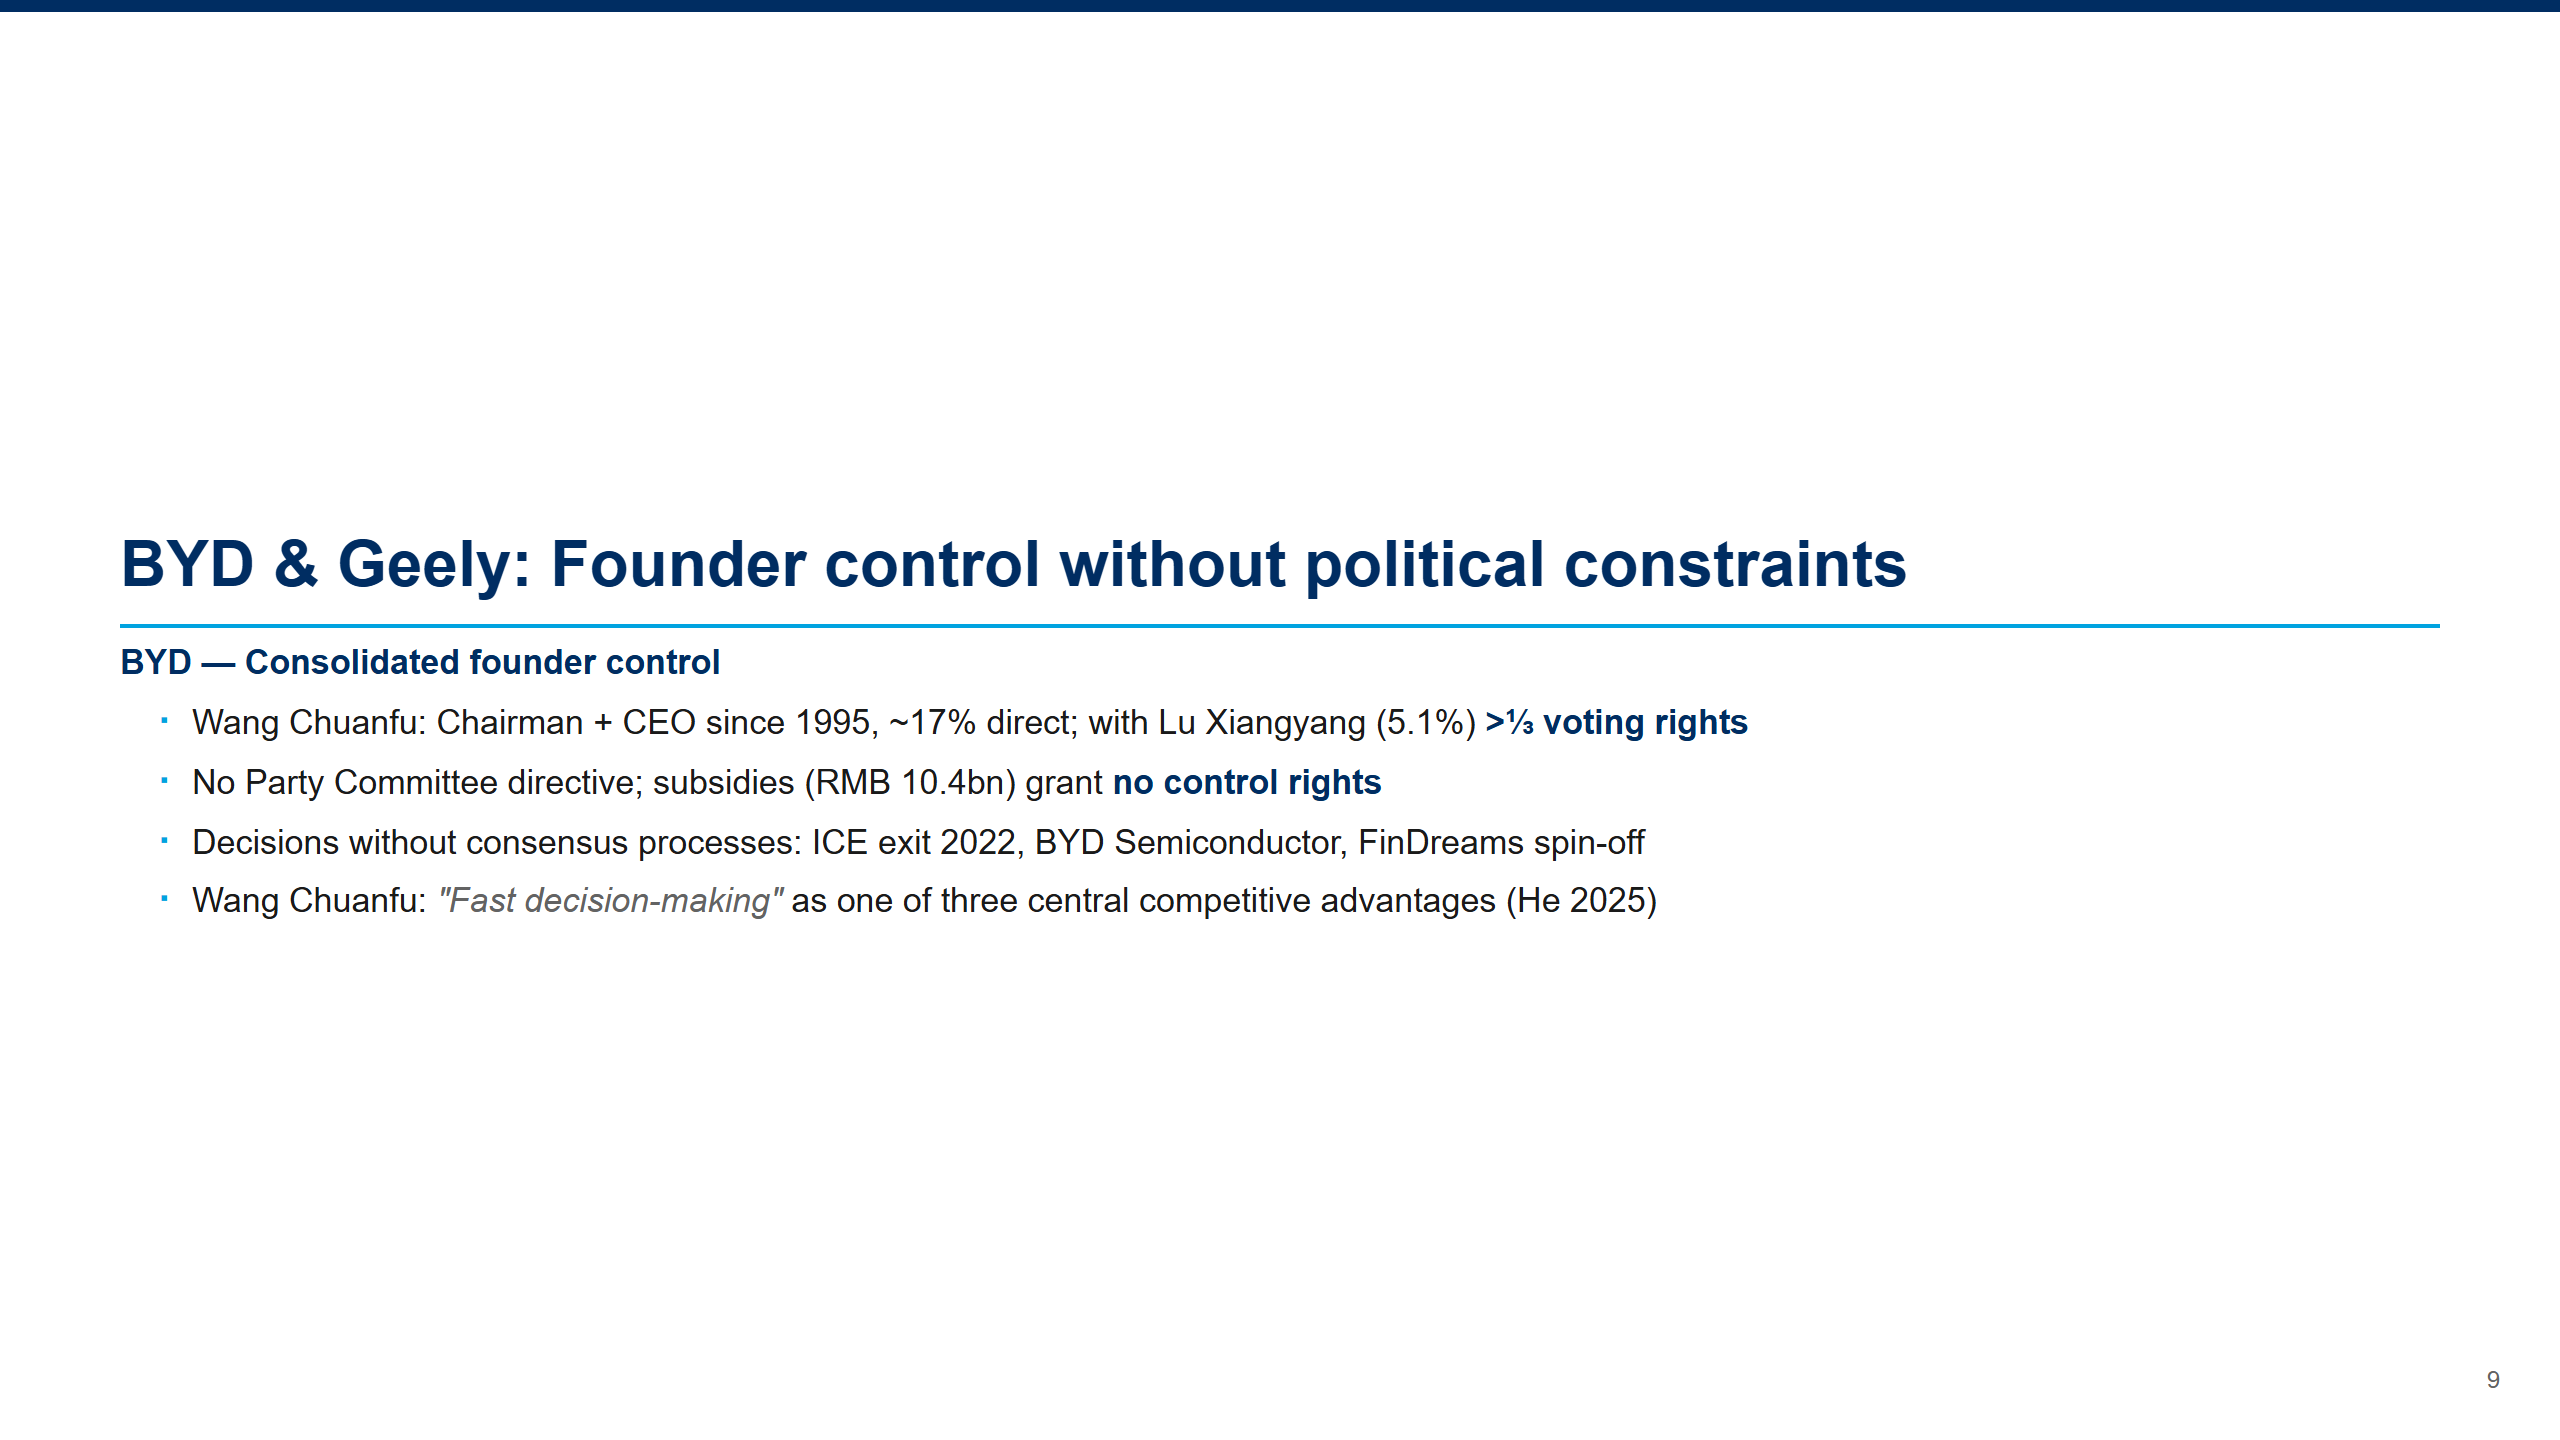 BYD & Geely: Founder control without political constraints
BYD — Consolidated founder control
▪ Wang Chuanfu: Chairman + CEO since 1995, ~17% direct; with Lu Xiangyang (5.1%) >⅓ voting rights
▪ No Party Committee directive; subsidies (RMB 10.4bn) grant no control rights
▪ Decisions without consensus processes: ICE exit 2022, BYD Semiconductor, FinDreams spin-off
▪ Wang Chuanfu: "Fast decision-making" as one of three central competitive advantages (He 2025)
9